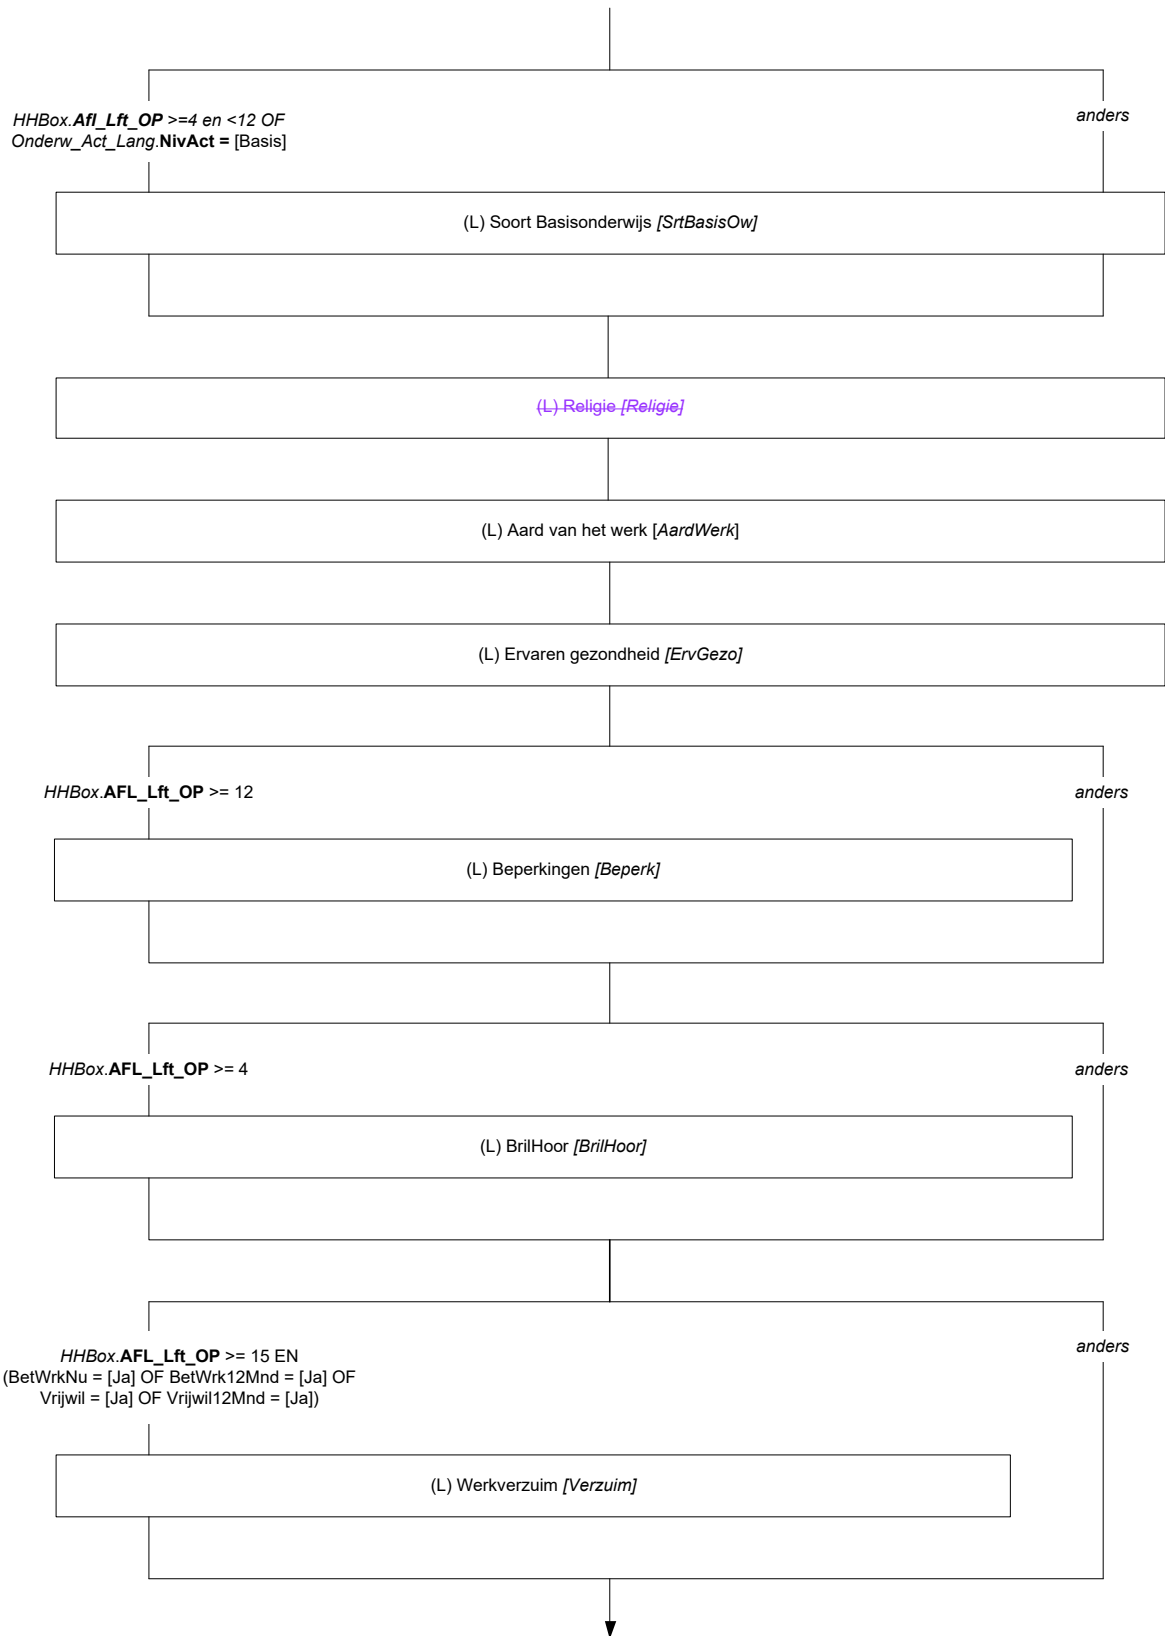 HHBox.Afl_Lft_OP >=4 en <12 OF
Onderw_Act_Lang.NivAct = [Basis]
anders
(L) Soort Basisonderwijs [SrtBasisOw]
(L) Religie [Religie]
(L) Aard van het werk [AardWerk]
(L) Ervaren gezondheid [ErvGezo]
HHBox.AFL_Lft_OP >= 12
anders
(L) Beperkingen [Beperk]
HHBox.AFL_Lft_OP >= 4
anders
(L) BrilHoor [BrilHoor]
HHBox.AFL_Lft_OP >= 15 EN
(BetWrkNu = [Ja] OF BetWrk12Mnd = [Ja] OF
Vrijwil = [Ja] OF Vrijwil12Mnd = [Ja])
anders
(L) Werkverzuim [Verzuim]